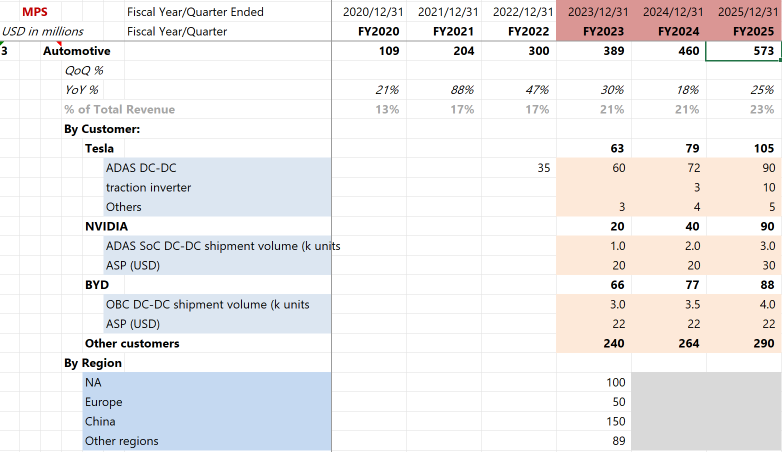 MPS Fiscal Year/Quarter Ended 2020/12/31 2021/12/31 2022/12/31 2023/12/31 2024/12/31 2025/12/31
USD in millions Fiscal Year/Quarter FY2020 FY2021 FY2022 FY2023 FY2024 FY2025
3 Automotive 109 204 300 389 460 573
QoQ %
YoY % 21% 88% 47% 30% 18% 25%
% of Total Revenue 13% 17% 17% 21% 21% 23%
By Customer:
Tesla 63 79 105
ADAS DC-DC 35 60 72 90
traction inverter 3 10
Others 3 4 5
NVIDIA 20 40 90
ADAS SoC DC-DC shipment volume (k units 1.0 2.0 3.0
ASP (USD) 20 20 30
BYD 66 77 88
OBC DC-DC shipment volume (k units 3.0 3.5 4.0
ASP (USD) 22 22 22
Other customers 240 264 290
By Region
NA 100
Europe 50
China 150
Other regions 89